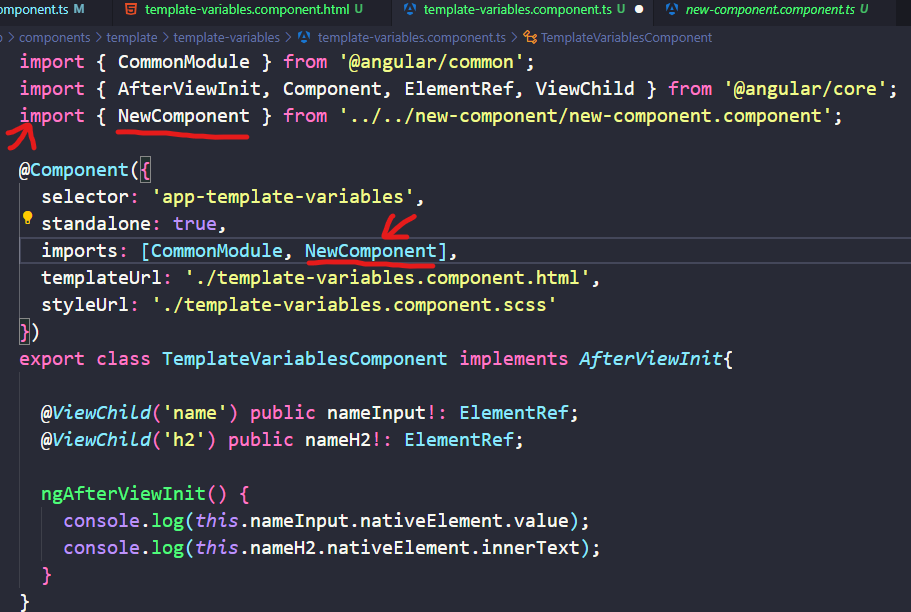 omponent.ts M template-variables.component.html U template-variables.component.ts U new-component.component.ts U
> components > template > template-variables > template-variables.component.ts > TemplateVariablesComponent
import { CommonModule } from '@angular/common';
import { AfterViewInit, Component, ElementRef, ViewChild } from '@angular/core';
import { NewComponent } from '../../new-component/new-component.component';
@Component({
selector: 'app-template-variables',
standalone: true,
imports: [CommonModule, NewComponent],
templateUrl: './template-variables.component.html',
styleUrl: './template-variables.component.scss'
})
export class TemplateVariablesComponent implements AfterViewInit{
@ViewChild('name') public nameInput!: ElementRef;
@ViewChild('h2') public nameH2!: ElementRef;
ngAfterViewInit() {
console.log(this.nameInput.nativeElement.value);
console.log(this.nameH2.nativeElement.innerText);
}
}